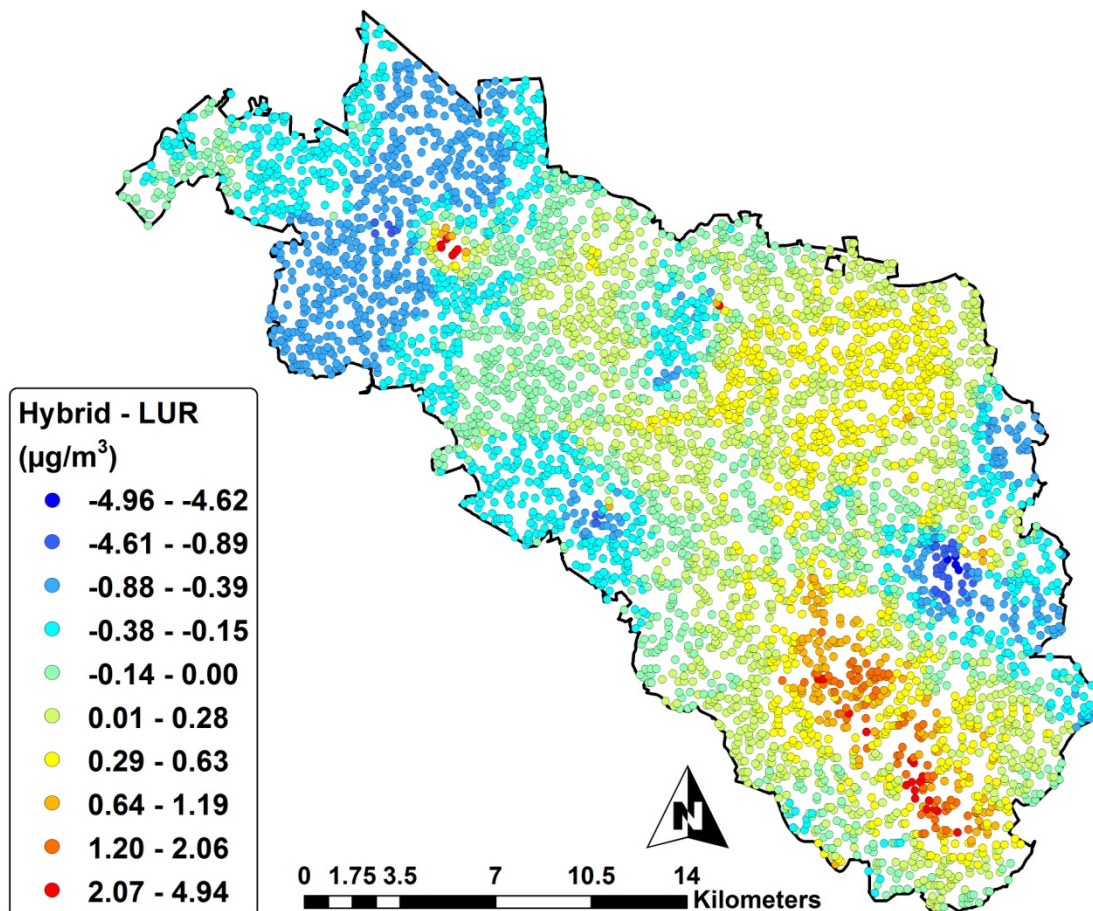 Hybrid - LUR
(µg/m³)
-4.96 - -4.62
-4.61 - -0.89
-0.88 - -0.39
-0.38 - -0.15
-0.14 - 0.00
0.01 - 0.28
0.29 - 0.63
0.64 - 1.19
1.20 - 2.06
2.07 - 4.94
N
0 1.75 3.5 7 10.5 14
Kilometers